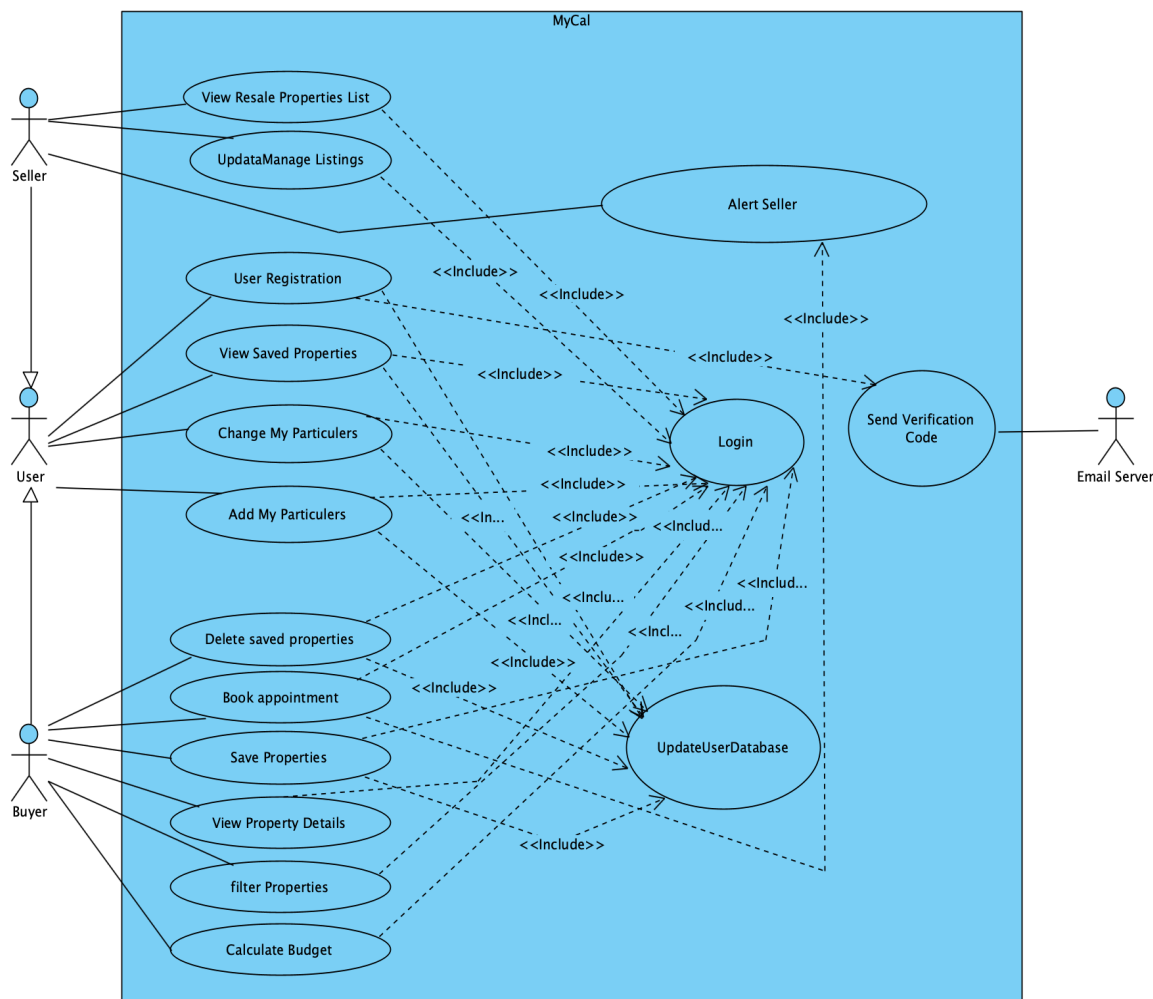 MyCal
View Resale Properties List
UpdataManage Listings
Seller
Alert Seller
<<Include>>
User Registration
<<Include>>
<<Include>>
View Saved Properties
<<Include>>
<<Include>>
Change My Particulers
Login
Send Verification
Code
<<Include>>
User
Email Server
<<Include>>
Add My Particulers
<<In...
<<Include>>
<<Includ...
<<Include>>
<<Includ...
<<Inclu...
<<Includ...
<<Incl...
<<Incl...
Delete saved properties
<<Include>>
<<Include>>
Book appointment
UpdateUserDatabase
Save Properties
Buyer
View Property Details
<<Include>>
filter Properties
Calculate Budget